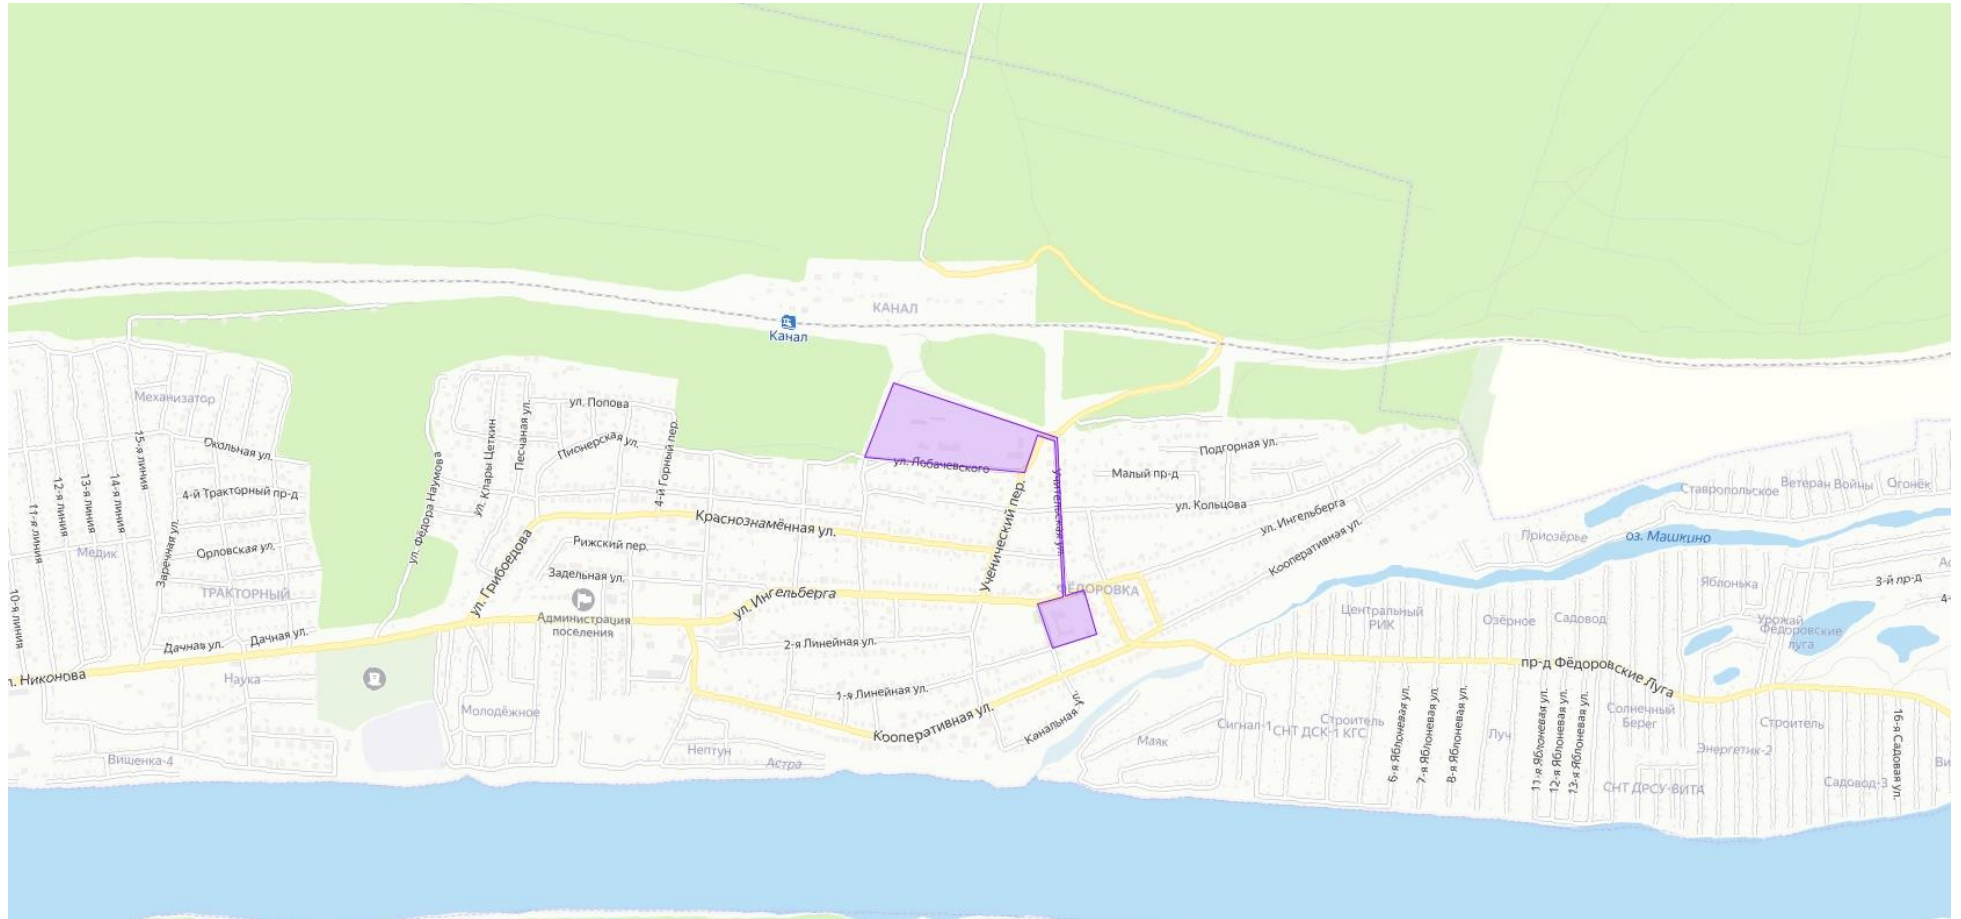 КАНАЛ
Канал
Механизатор
ул. Попова
Окольная ул.
Пионерская ул.
Песчаная ул.
ул. Клары Цеткин
4-й Горный пер.
ул. Лобачевского
Подгорная ул.
Малый пр-д
ул. Кольцова
ул. Ингельберга
Кооперативная ул.
Ставропольское
Ветеран Войны
Огонёк
15-я линия
14-я линия
13-я линия
12-я линия
11-я линия
10-я линия
4-й Тракторный пр-д
ул. Фёдора Наумова
Заречная ул.
Орловская ул.
Медик
ТРАКТОРНЫЙ
Краснознамённая ул.
Ученический пер.
Учительская ул.
Рижский пер.
Задельная ул.
ул. Грибоедова
Администрация
поселения
ул. Ингельберга
ФЁДОРОВКА
Приозёрье
оз. Машкино
Яблонька
3-й пр-д
4-
Центральный
РИК
Озёрное
Садовод
Урожай
Фёдоровские
луга
Дачная ул.
Дачная ул.
2-я Линейная ул.
1-я Линейная ул.
л. Никонова
Наука
Молодёжное
Вишенка-4
Нептун
Астра
Кооперативная ул.
Канальная
ул.
Маяк
Сигнал-1
СНТ ДСК-1 КГС
Строитель
пр-д Фёдоровские Луга
6-я Яблоневая ул.
7-я Яблоневая ул.
8-я Яблоневая ул.
Луч
11-я Яблоневая ул.
12-я Яблоневая ул.
13-я Яблоневая ул.
Солнечный
Берег
Строитель
Энергетик-2
СНТ ДРСУ-ВИТА
Садовод-3
16-я Садовая ул.
Ви